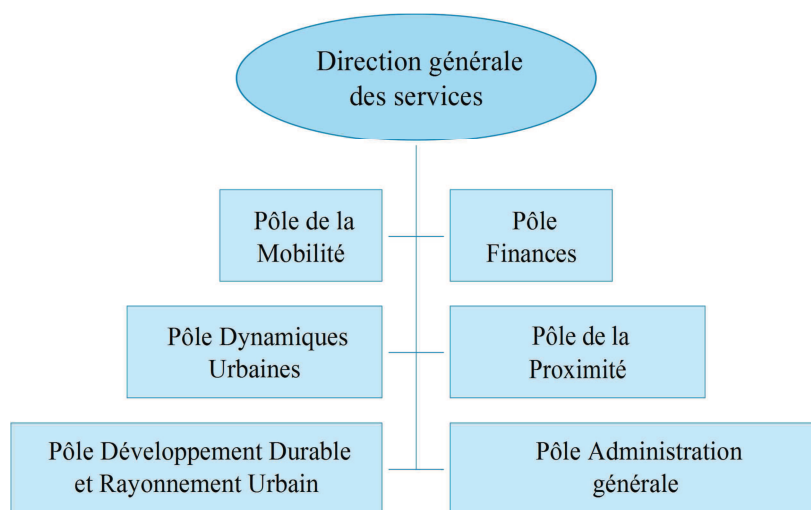 Direction générale
des services
Pôle de la
Mobilité
Pôle
Finances
Pôle Dynamiques
Urbaines
Pôle de la
Proximité
Pôle Développement Durable
et Rayonnement Urbain
Pôle Administration
générale